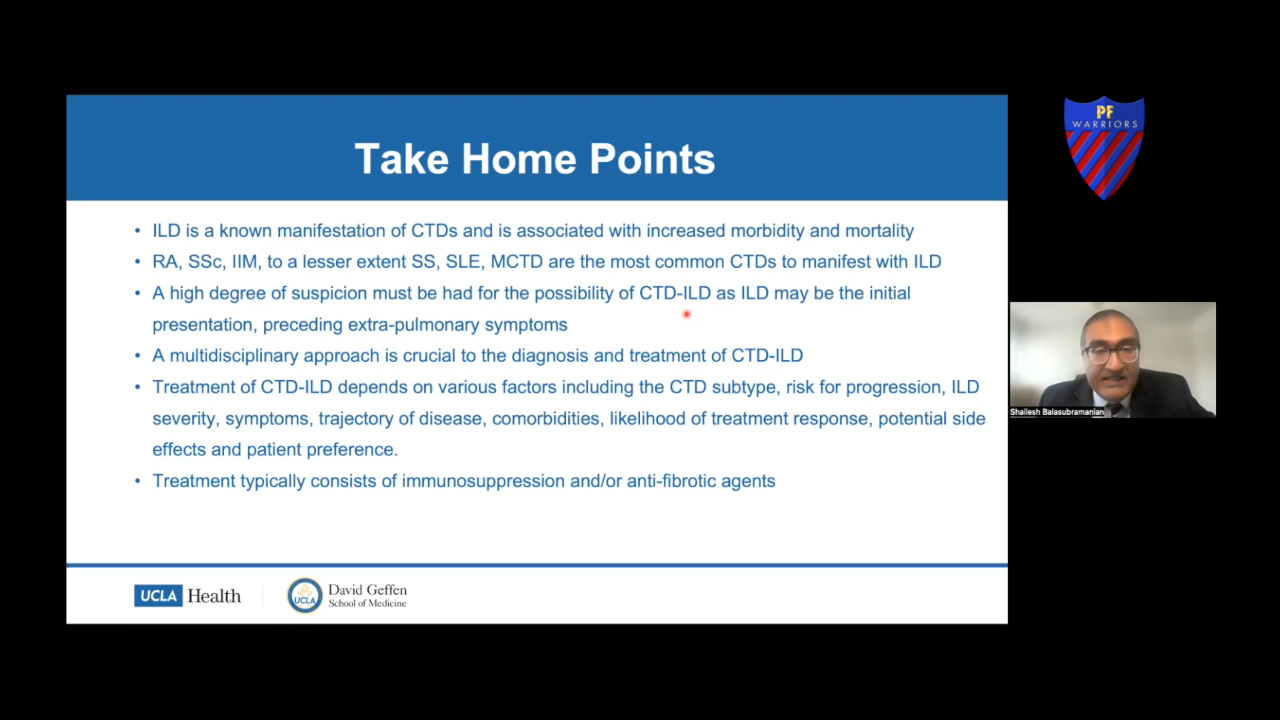 Take Home Points
• ILD is a known manifestation of CTDs and is associated with increased morbidity and mortality
• RA, SSc, IIM, to a lesser extent SS, SLE, MCTD are the most common CTDs to manifest with ILD
• A high degree of suspicion must be had for the possibility of CTD-ILD as ILD may be the initial
presentation, preceding extra-pulmonary symptoms
• A multidisciplinary approach is crucial to the diagnosis and treatment of CTD-ILD
• Treatment of CTD-ILD depends on various factors including the CTD subtype, risk for progression, ILD
severity, symptoms, trajectory of disease, comorbidities, likelihood of treatment response, potential side
effects and patient preference.
• Treatment typically consists of immunosuppression and/or anti-fibrotic agents
UCLA Health
UCLA
David Geffen
School of Medicine
PF
WARRIORS
Shailesh Balasubramanian